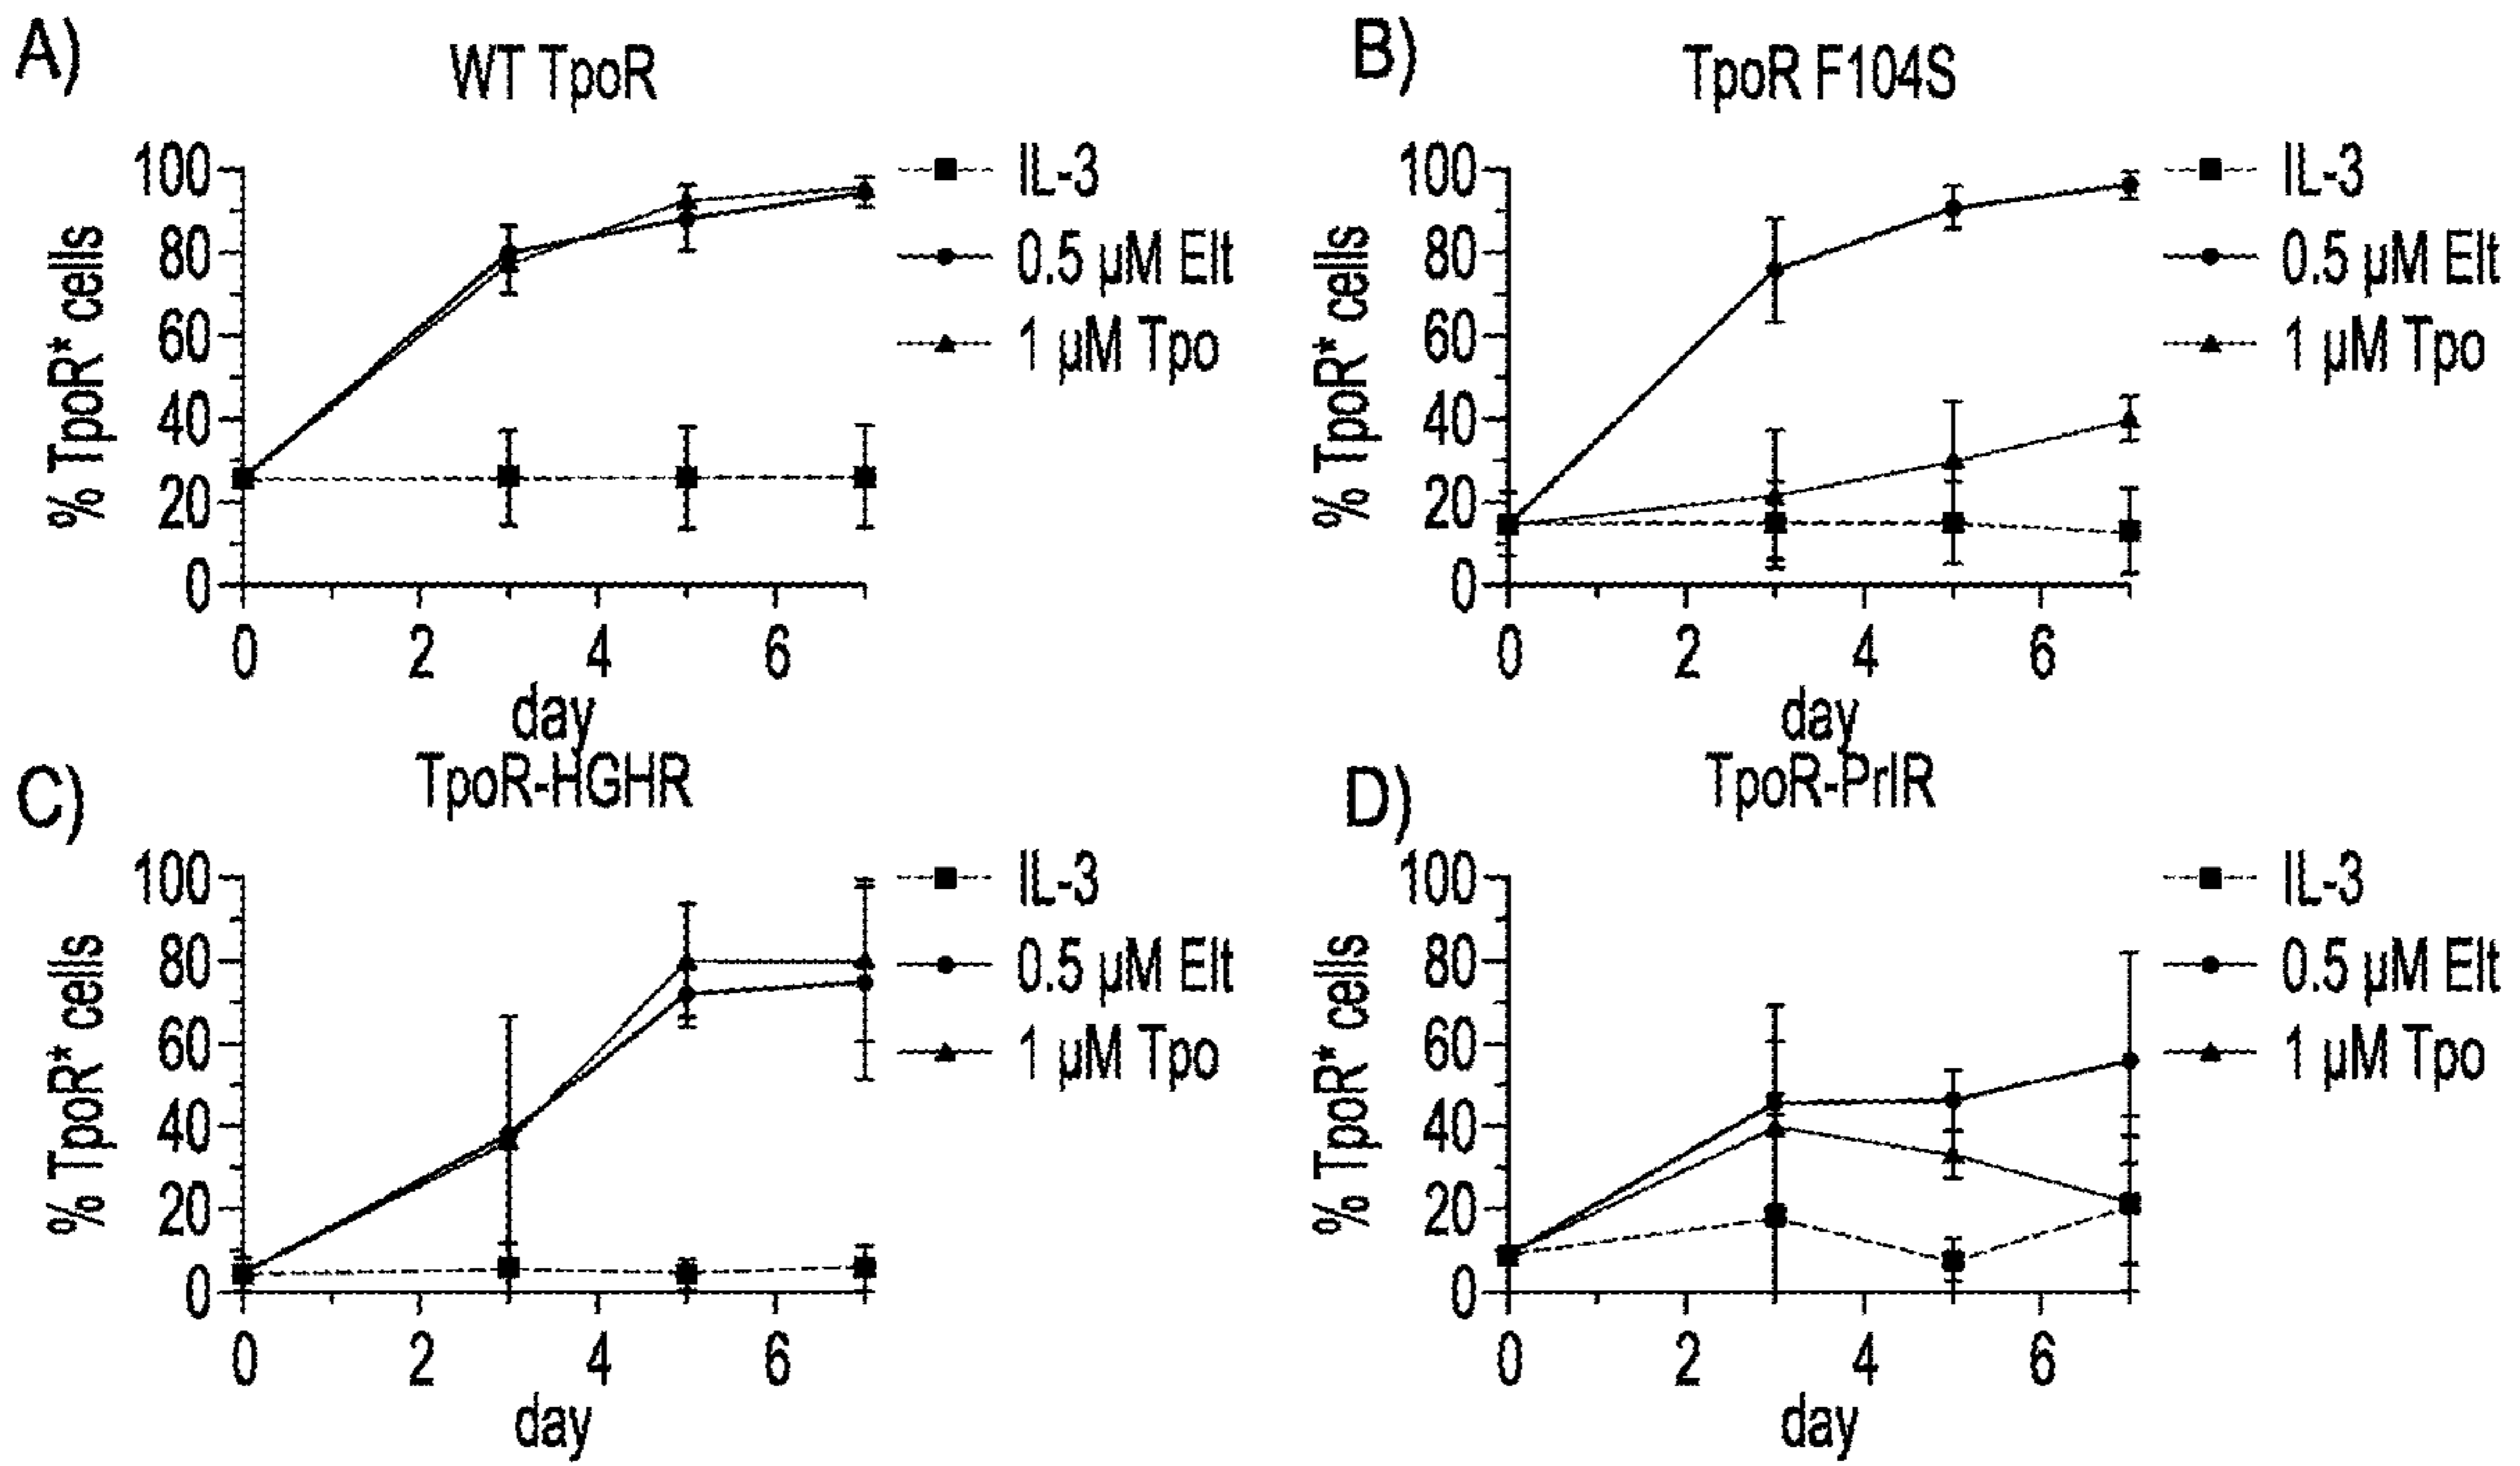 A)
WT TpoR
100
80
60
40
20
0
% TpoR* cells
0 2 4 6
day
IL-3
0.5 µM Elt
1 µM Tpo
B)
TpoR F104S
100
80
60
40
20
0
% TpoR* cells
0 2 4 6
day
IL-3
0.5 µM Elt
1 µM Tpo
C)
TpoR-HGHR
100
80
60
40
20
0
% TpoR* cells
0 2 4 6
day
IL-3
0.5 µM Elt
1 µM Tpo
D)
TpoR-PrlR
100
80
60
40
20
0
% TpoR* cells
0 2 4 6
day
IL-3
0.5 µM Elt
1 µM Tpo